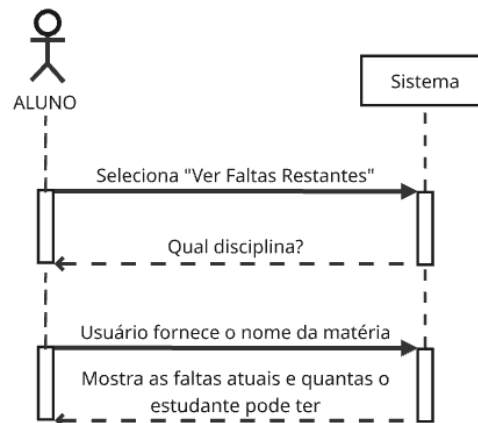 ALUNO
Sistema
Seleciona "Ver Faltas Restantes"
Qual disciplina?
Usuário fornece o nome da matéria
Mostra as faltas atuais e quantas o
estudante pode ter